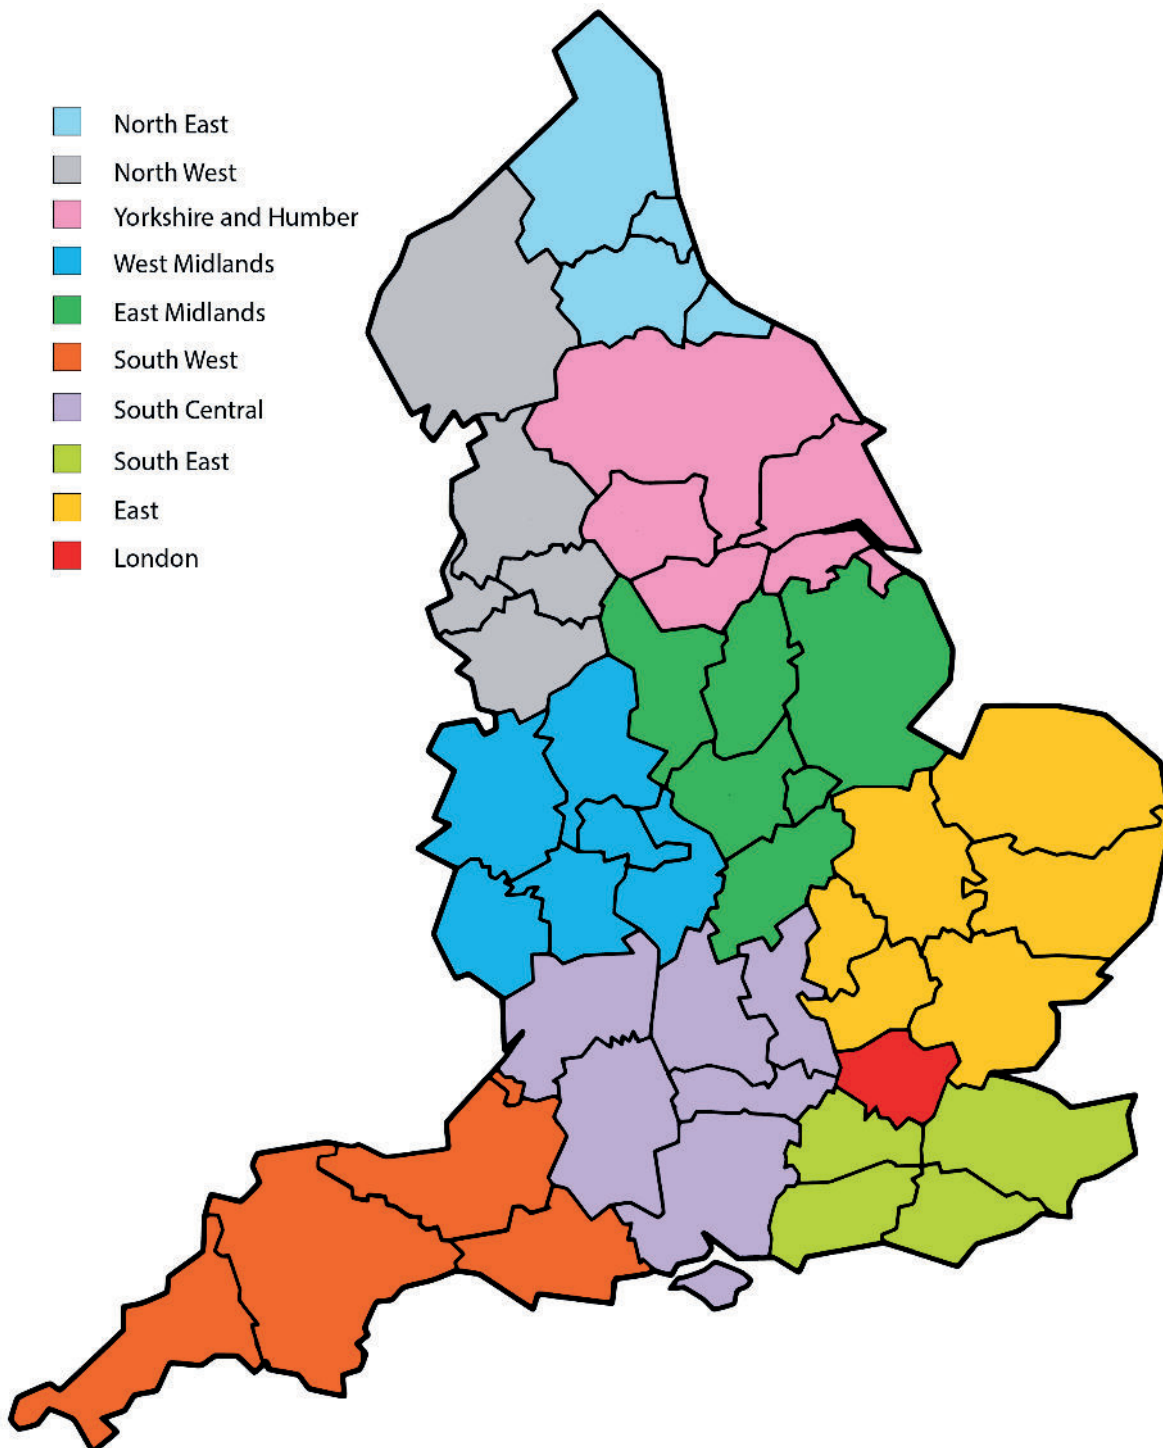 North East
North West
Yorkshire and Humber
West Midlands
East Midlands
South West
South Central
South East
East
London